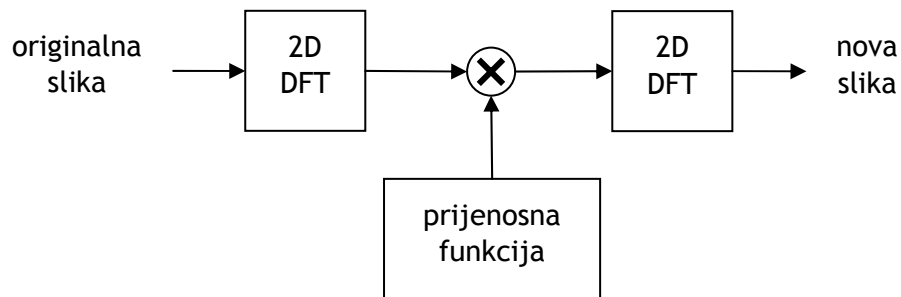 originalna
slika
2D
DFT
2D
DFT
nova
slika
prijenosna
funkcija